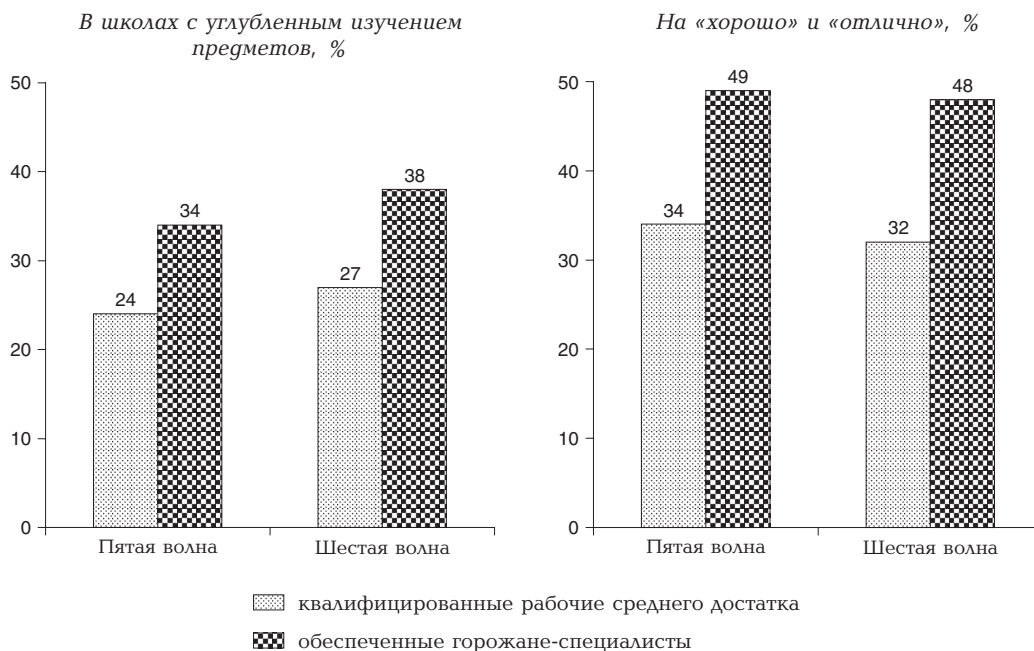 В школах с углубленным изучением
предметов, %
50
40
30
20
10
0
24
34
27
38
Пятая волна
Шестая волна
На «хорошо» и «отлично», %
50
40
30
20
10
0
34
49
32
48
Пятая волна
Шестая волна
квалифицированные рабочие среднего достатка
обеспеченные горожане-специалисты